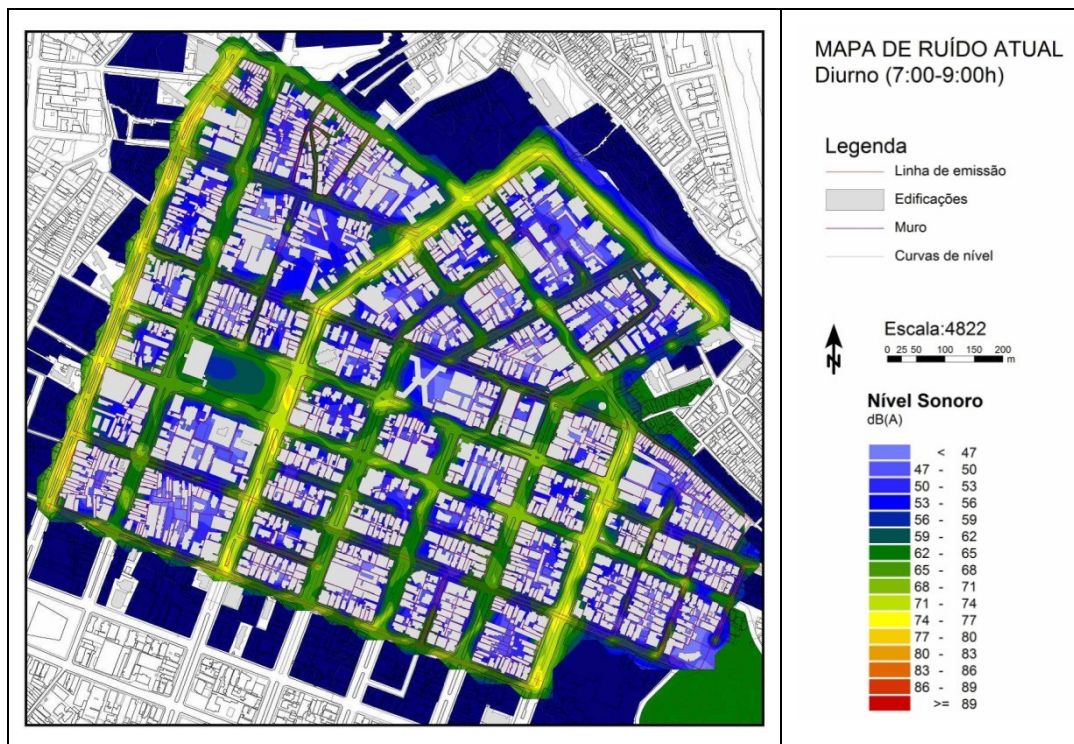 MAPA DE RUÍDO ATUAL
Diurno (7:00-9:00h)
Legenda
Linha de emissão
Edificações
Muro
Curvas de nível
N
Escala:4822
0 25 50 100 150 200
m
Nível Sonoro
dB(A)
< 47
47 - 50
50 - 53
53 - 56
56 - 59
59 - 62
62 - 65
65 - 68
68 - 71
71 - 74
74 - 77
77 - 80
80 - 83
83 - 86
86 - 89
>= 89